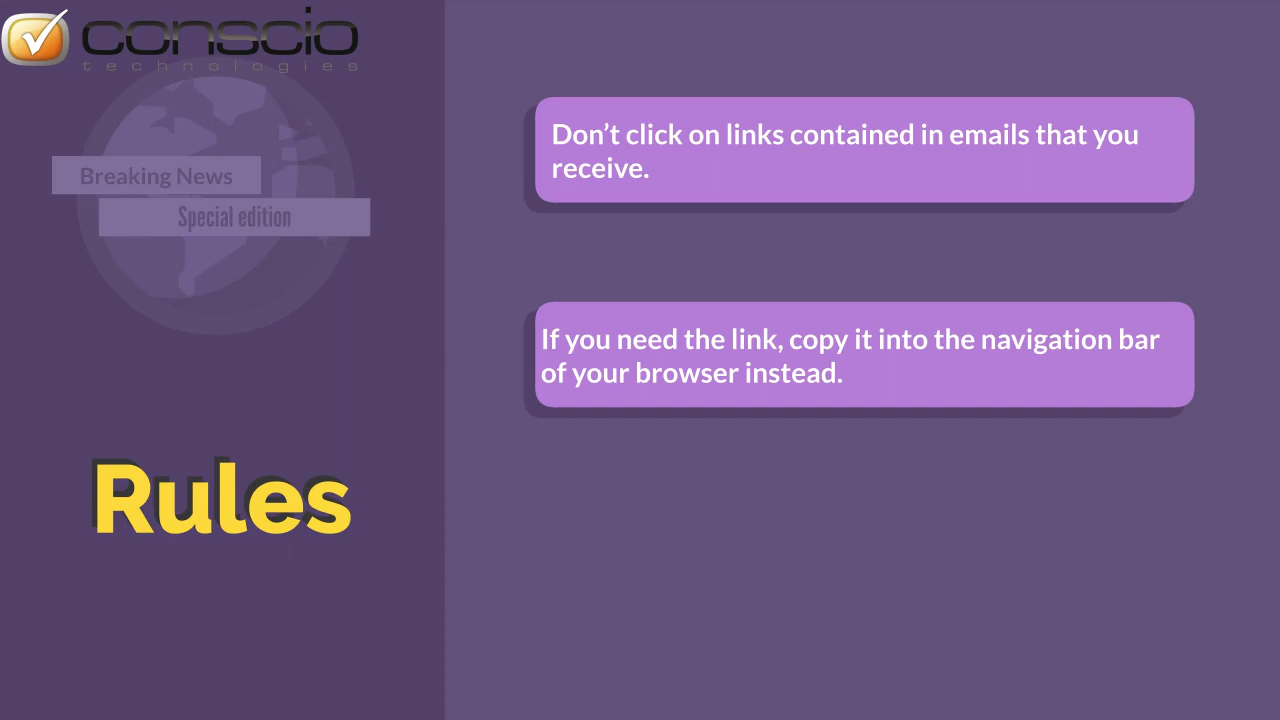 conscio
technologies
Breaking News
Special edition
Rules
Don’t click on links contained in emails that you
receive.
If you need the link, copy it into the navigation bar
of your browser instead.